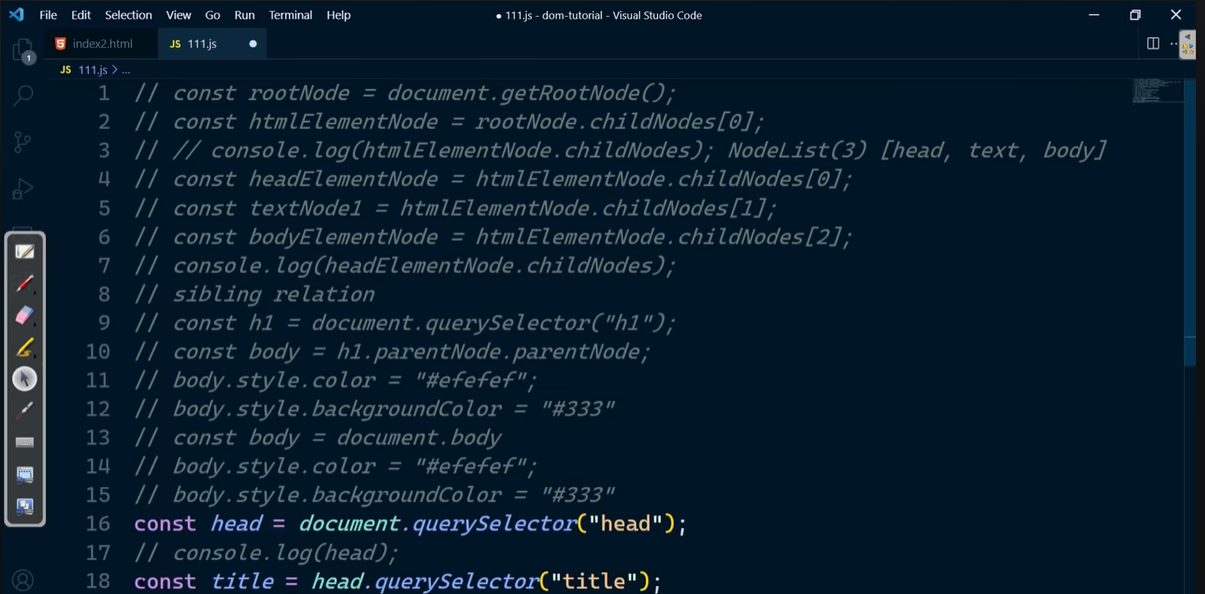 File Edit Selection View Go Run Terminal Help ● 111.js - dom-tutorial - Visual Studio Code
index2.html JS 111.js ●
1
JS 111.js > ...
1 // const rootNode = document.getRootNode();
2 // const htmlElementNode = rootNode.childNodes[0];
3 // // console.log(htmlElementNode.childNodes); NodeList(3) [head, text, body]
4 // const headElementNode = htmlElementNode.childNodes[0];
5 // const textNode1 = htmlElementNode.childNodes[1];
6 // const bodyElementNode = htmlElementNode.childNodes[2];
7 // console.log(headElementNode.childNodes);
8 // sibling relation
9 // const h1 = document.querySelector("h1");
10 // const body = h1.parentNode.parentNode;
11 // body.style.color = "#efefef";
12 // body.style.backgroundColor = "#333"
13 // const body = document.body
14 // body.style.color = "#efefef";
15 // body.style.backgroundColor = "#333"
16 const head = document.querySelector("head");
17 // console.log(head);
18 const title = head.querySelector("title");